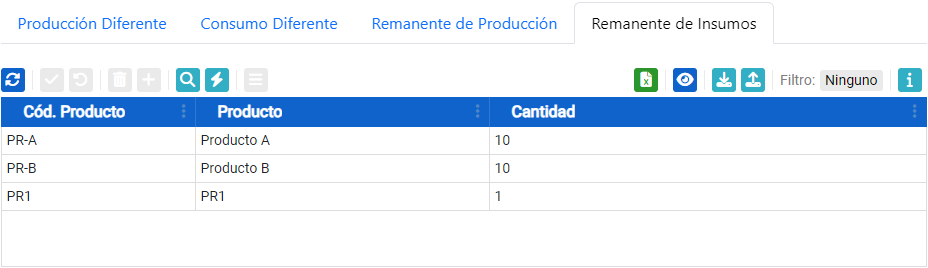 Producción Diferente Consumo Diferente Remanente de Producción Remanente de Insumos
Filtro: Ninguno
Cód. Producto Producto Cantidad
PR-A Producto A 10
PR-B Producto B 10
PR1 PR1 1